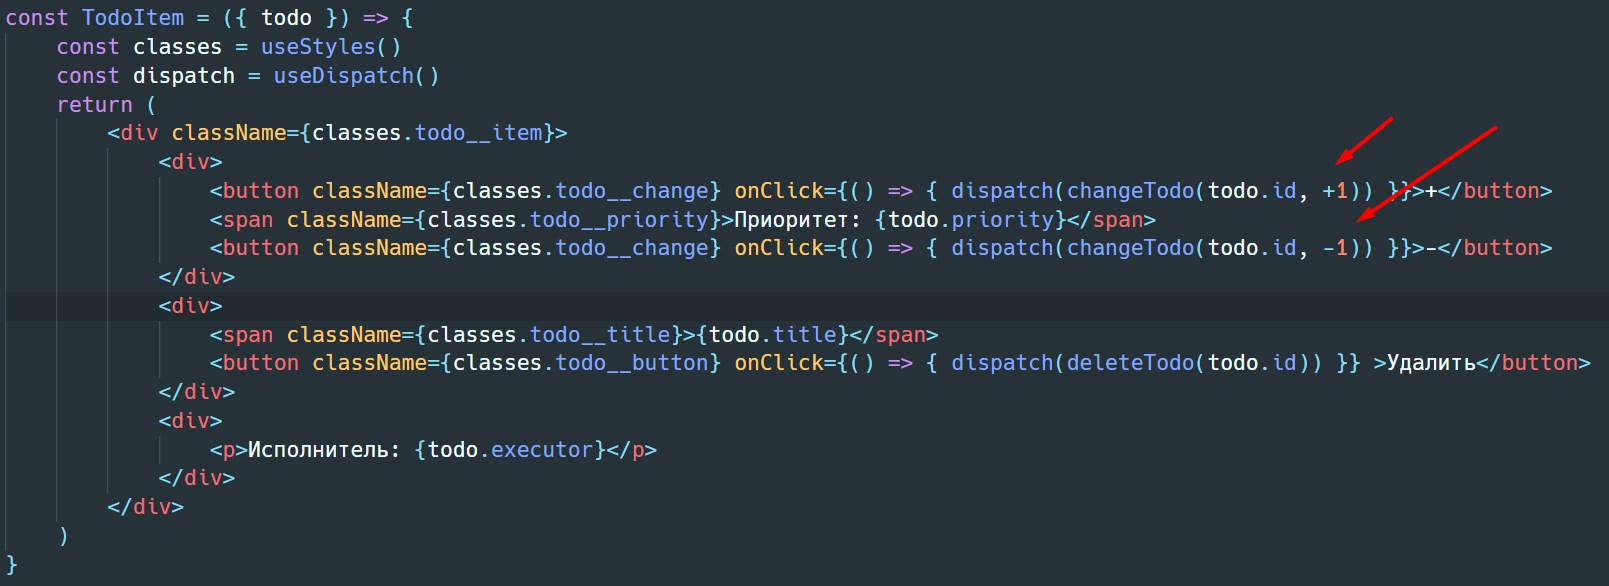 const TodoItem = ({ todo }) => {
    const classes = useStyles()
    const dispatch = useDispatch()
    return (
        <div className={classes.todo__item}>
            <div>
                <button className={classes.todo__change} onClick={() => { dispatch(changeTodo(todo.id, +1)) }}>+</button>
                <span className={classes.todo__priority}>Приоритет: {todo.priority}</span>
                <button className={classes.todo__change} onClick={() => { dispatch(changeTodo(todo.id, -1)) }}>-</button>
            </div>
            <div>
                <span className={classes.todo__title}>{todo.title}</span>
                <button className={classes.todo__button} onClick={() => { dispatch(deleteTodo(todo.id)) }} >Удалить</button>
            </div>
            <div>
                <p>Исполнитель: {todo.executor}</p>
            </div>
        </div>
    )
}